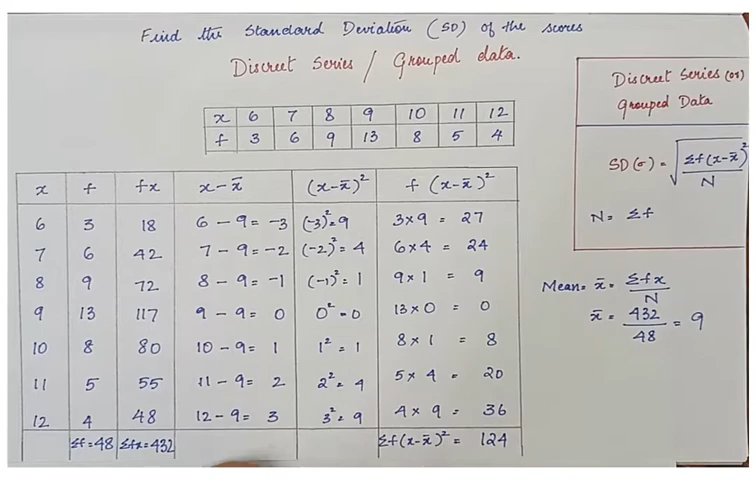 Find the Standard Deviation (SD) of the scores
Discreet Series / Grouped data.
x 6 7 8 9 10 11 12
f 3 6 9 13 8 5 4
x f fx x-x̄ (x-x̄)² f (x-x̄)²
6 3 18 6 - 9 = -3 (-3)²=9 3×9 = 27
7 6 42 7 - 9 = -2 (-2)² = 4 6×4 = 24
8 9 72 8 - 9 = -1 (-1)² = 1 9×1 = 9
9 13 117 9 - 9 = 0 0² = 0 13×0 = 0
10 8 80 10 - 9 = 1 1² = 1 8×1 = 8
11 5 55 11 - 9 = 2 2² = 4 5×4 = 20
12 4 48 12 - 9 = 3 3² = 9 4×9 = 36
Σf=48 Σfx=432 Σf(x-x̄)² = 124
Discreet Series (or)
Grouped Data
SD(σ) = √Σf(x-x̄)²/N
N = Σf
Mean = x̄ = Σfx/N
x̄ = 432/48 = 9